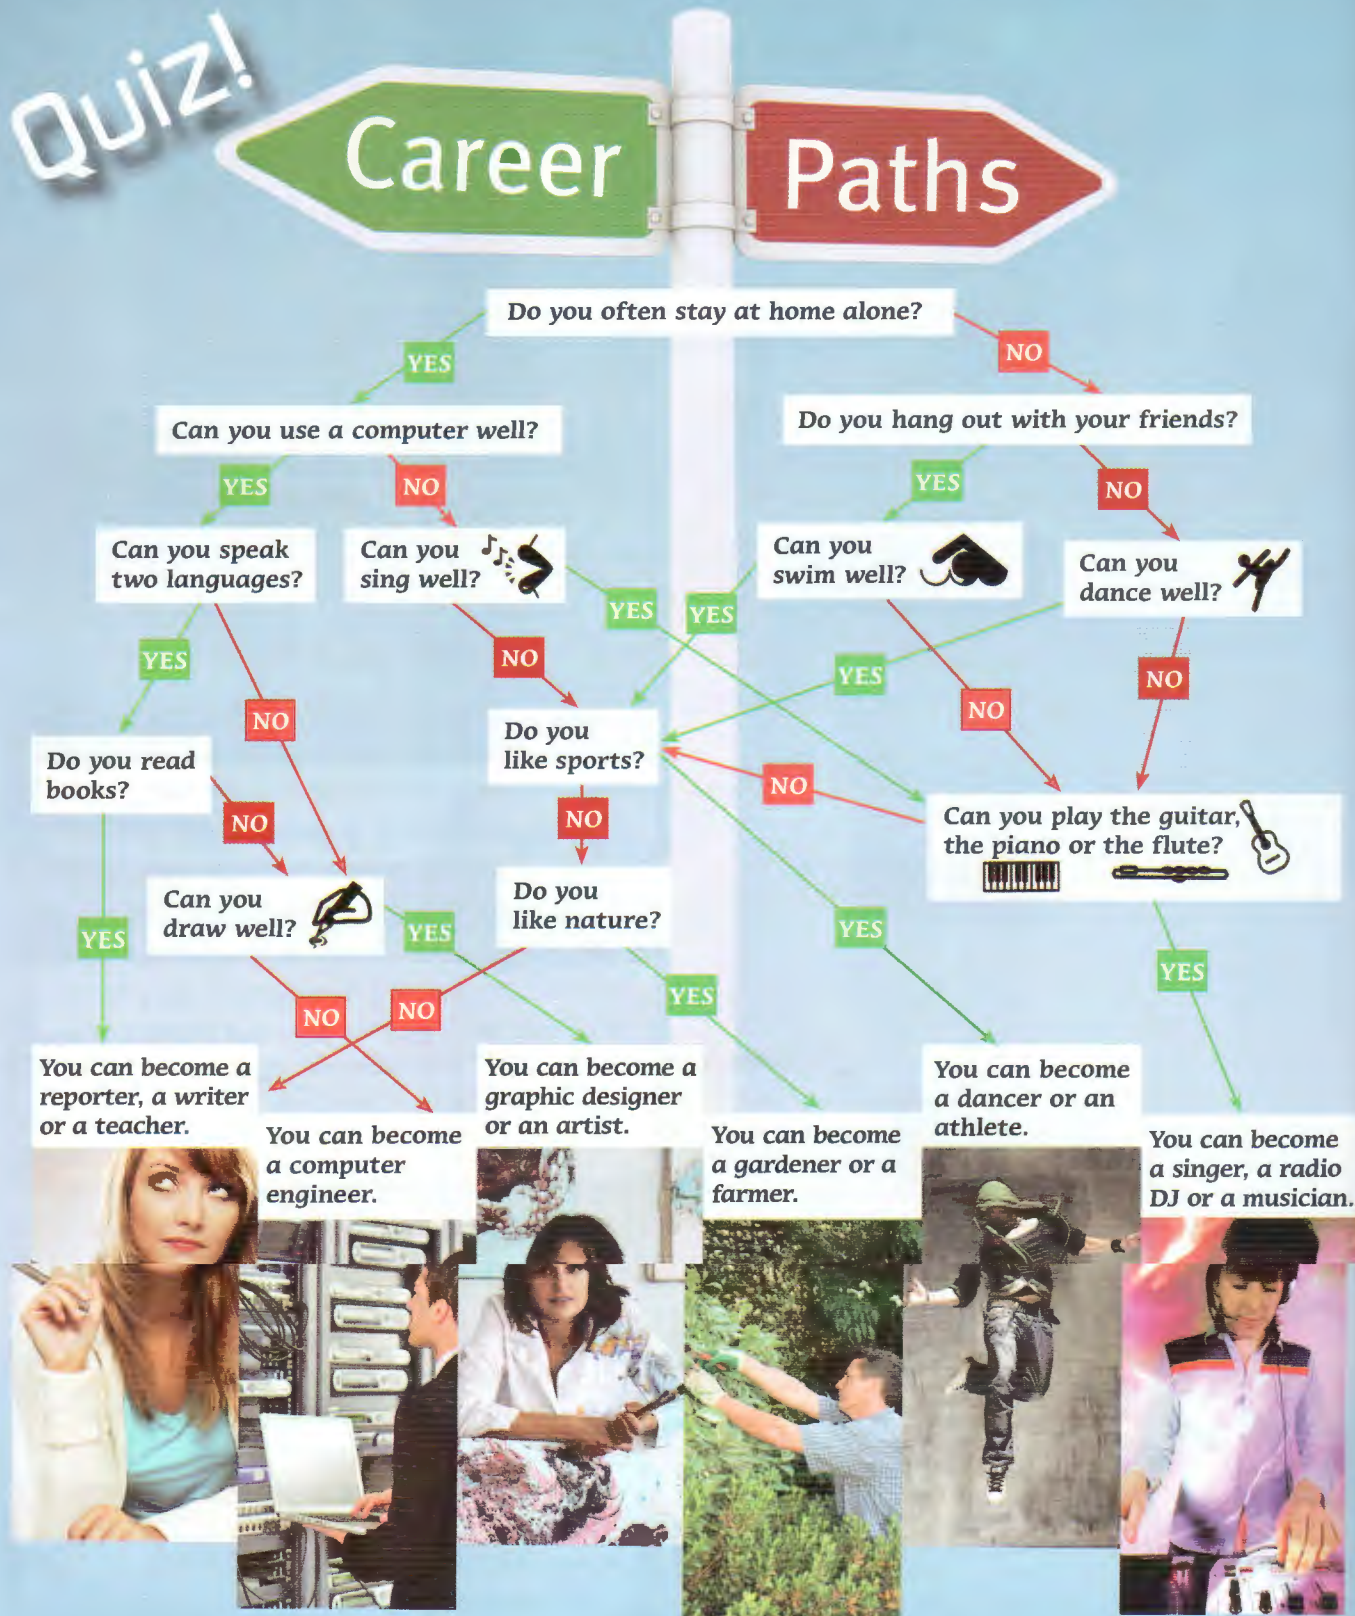 Quiz!
Career Paths
Do you often stay at home alone?
YES
NO
Can you use a computer well?
Do you hang out with your friends?
YES
NO
YES
NO
Can you speak
two languages?
Can you
sing well?
Can you
swim well?
Can you
dance well?
YES
NO
YES
NO
YES
NO
YES
NO
Do you read
books?
Do you
like sports?
Can you play the guitar,
the piano or the flute?
NO
YES
NO
YES
NO
YES
Can you
draw well?
Do you
like nature?
YES
NO
NO
YES
You can become a
reporter, a writer
or a teacher.
You can become
a computer
engineer.
You can become a
graphic designer
or an artist.
You can become
a gardener or a
farmer.
You can become
a dancer or an
athlete.
You can become
a singer, a radio
DJ or a musician.